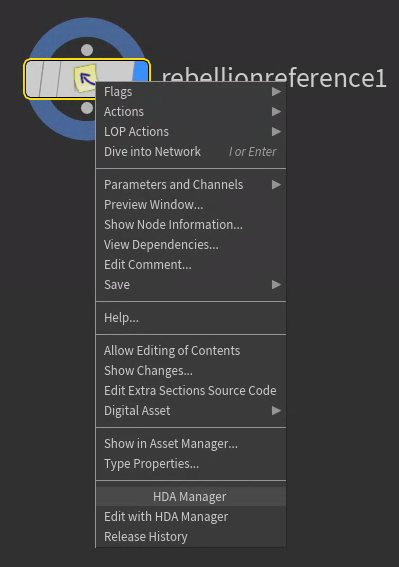 rebellionreference1
Flags
Actions
LOP Actions
Dive into Network I or Enter
Parameters and Channels
Preview Window...
Show Node Information...
View Dependencies...
Edit Comment...
Save
Help...
Allow Editing of Contents
Show Changes...
Edit Extra Sections Source Code
Digital Asset
Show in Asset Manager...
Type Properties...
HDA Manager
Edit with HDA Manager
Release History